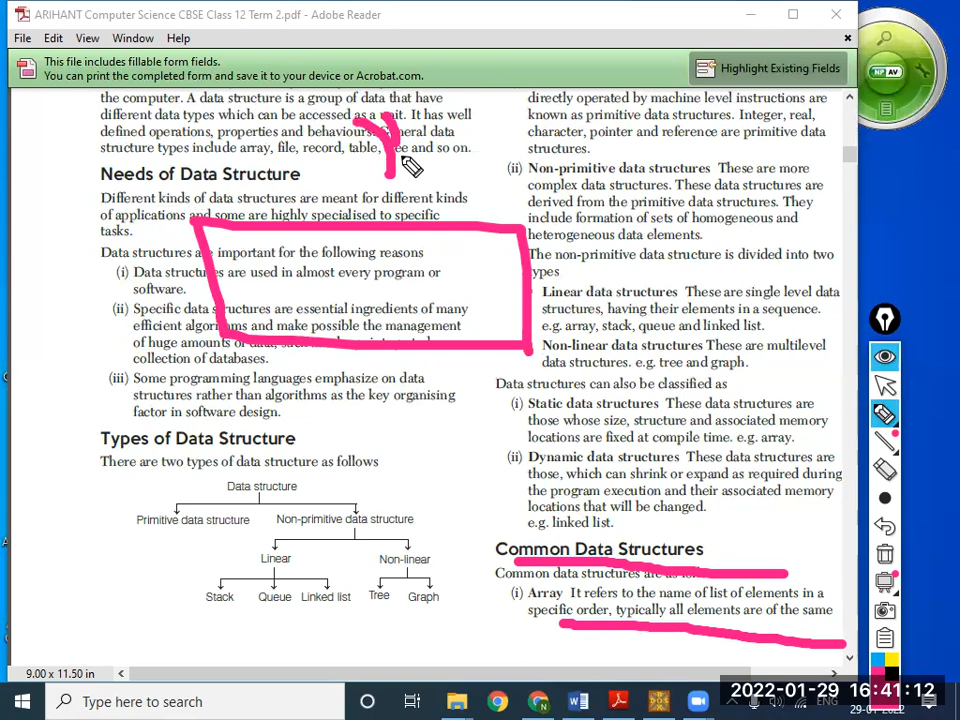 ARIHANT Computer Science CBSE Class 12 Term 2.pdf - Adobe Reader
File Edit View Window Help
This file includes fillable form fields.
You can print the completed form and save it to your device or Acrobat.com.
Highlight Existing Fields
the computer. A data structure is a group of data that have
different data types which can be accessed as a unit. It has well
defined operations, properties and behaviours. General data
structure types include array, file, record, table, tree and so on.
Needs of Data Structure
Different kinds of data structures are meant for different kinds
of applications and some are highly specialised to specific
tasks.
Data structures are important for the following reasons
(i) Data structures are used in almost every program or
software.
(ii) Specific data structures are essential ingredients of many
efficient algorithms and make possible the management
of huge amounts of data, such
collection of databases.
(iii) Some programming languages emphasize on data
structures rather than algorithms as the key organising
factor in software design.
Types of Data Structure
There are two types of data structure as follows
Data structure
Primitive data structure Non-primitive data structure
Linear Non-linear
Stack Queue Linked list Tree Graph
directly operated by machine level instructions are
known as primitive data structures. Integer, real,
character, pointer and reference are primitive data
structures.
(ii) Non-primitive data structures These are more
complex data structures. These data structures are
derived from the primitive data structures. They
include formation of sets of homogeneous and
heterogeneous data elements.
The non-primitive data structure is divided into two
types
Linear data structures These are single level data
structures, having their elements in a sequence.
e.g. array, stack, queue and linked list.
Non-linear data structures These are multilevel
data structures. e.g. tree and graph.
Data structures can also be classified as
(i) Static data structures These data structures are
those whose size, structure and associated memory
locations are fixed at compile time. e.g. array.
(ii) Dynamic data structures These data structures are
those, which can shrink or expand as required during
the program execution and their associated memory
locations that will be changed.
e.g. linked list.
Common Data Structures
Common data structures are as
(i) Array It refers to the name of list of elements in a
specific order, typically all elements are of the same
9.00 x 11.50 in
Type here to search
2022-01-29 16:41:12
ENG
29-01-2022